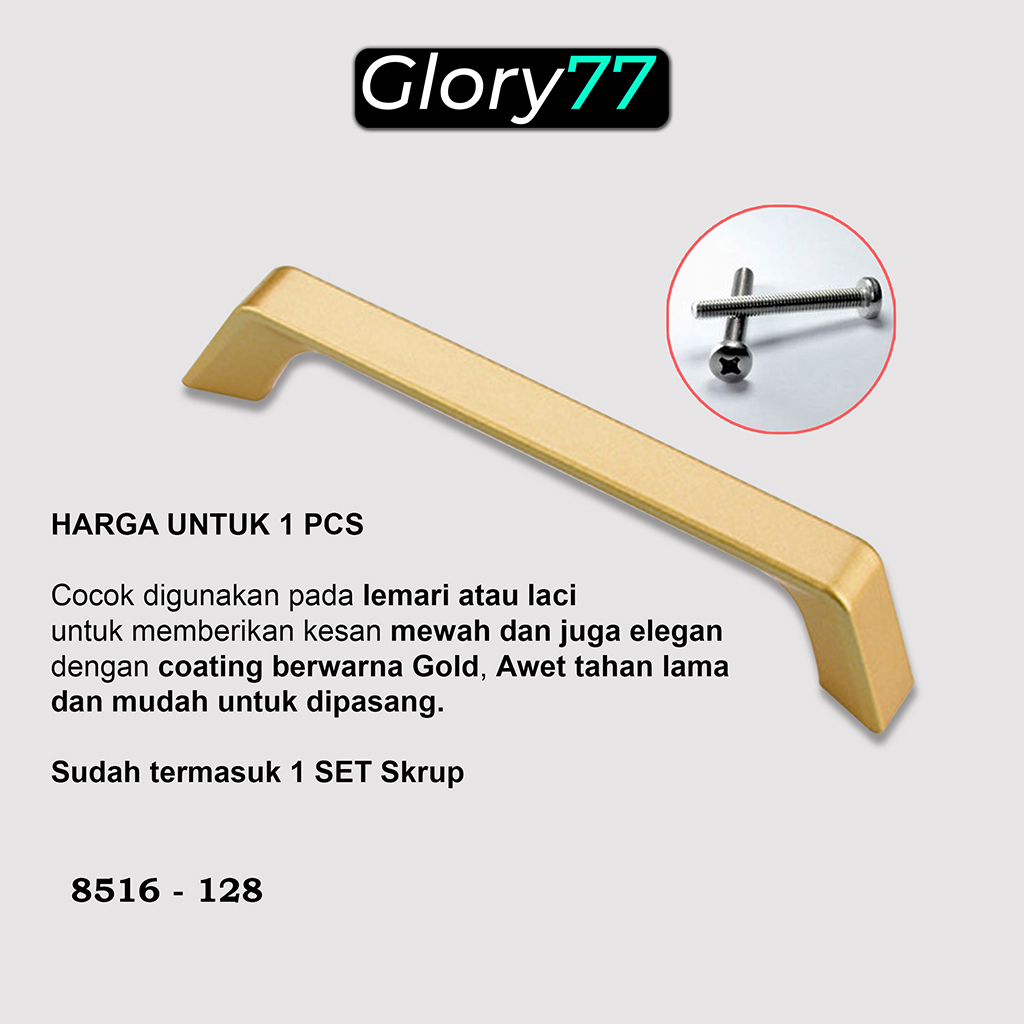 Glory77
HARGA UNTUK 1 PCS
Cocok digunakan pada lemari atau laci
untuk memberikan kesan mewah dan juga elegan
dengan coating berwarna Gold, Awet tahan lama
dan mudah untuk dipasang.
Sudah termasuk 1 SET Skrup
8516 - 128